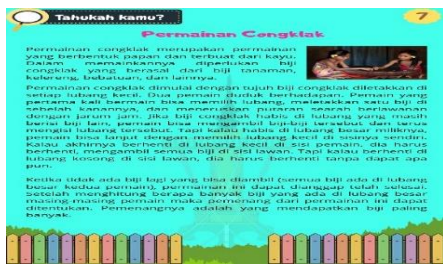 Tahukah kamu?
7
Permainan Congklak
Permainan congklak merupakan permainan
yang berbentuk papan dan terbuat dari kayu.
Dalam memainkannya diperlukan biji
congklak yang berasal dari biji tanaman,
kelereng, bebatuan, dan lainnya.
Permainan congklak dimulai dengan tujuh biji congklak diletakkan di
setiap lubang kecil. Dua pemain duduk berhadapan. Pemain yang
pertama kali bermain bisa memilih lubang, meletakkan satu biji di
sebelah kanannya, dan meneruskan putaran searah berlawanan
dengan jarum jam. Jika biji congklak habis di lubang yang masih
berisi biji lain, pemain bisa mengambil biji-biji tersebut dan terus
mengisi lubang tersebut. Tapi kalau habis di lubang besar miliknya,
pemain bisa lanjut dengan memilih lubang kecil di sisinya sendiri.
Kalau akhirnya berhenti di lubang kecil di sisi pemain, dia harus
berhenti, mengambil semua biji di sisi lawan. Tapi kalau berhenti di
lubang kosong di sisi lawan, dia harus berhenti tanpa dapat apa
pun.
Ketika tidak ada biji lagi yang bisa diambil (semua biji ada di lubang
besar kedua pemain), permainan ini dapat dianggap telah selesai.
Setelah menghitung berapa banyak biji yang ada di lubang besar
masing-masing pemain maka pemenang dari permainan ini dapat
ditentukan. Pemenangnya adalah yang mendapatkan biji paling
banyak.